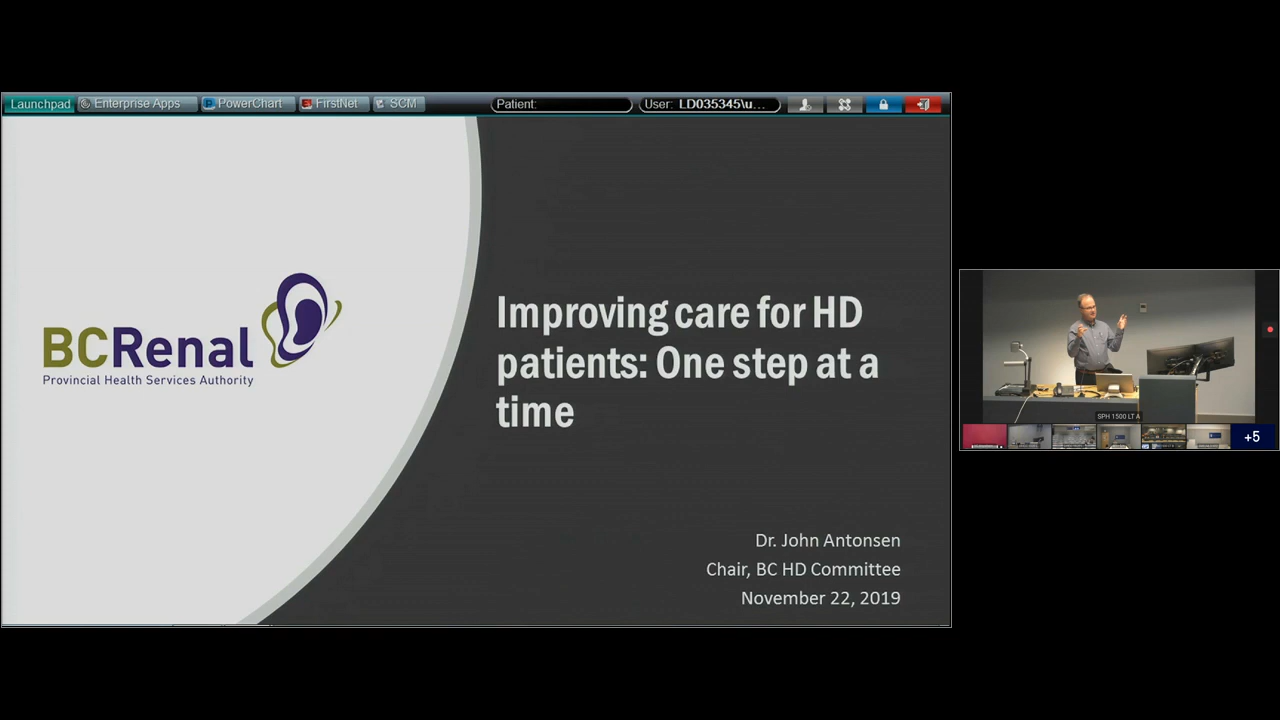 Launchpad Enterprise Apps PowerChart FirstNet SCM Patient: User: LD035345\u...
BCRenal
Provincial Health Services Authority
Improving care for HD
patients: One step at a
time
Dr. John Antonsen
Chair, BC HD Committee
November 22, 2019
SPH 1500 LT A
+5